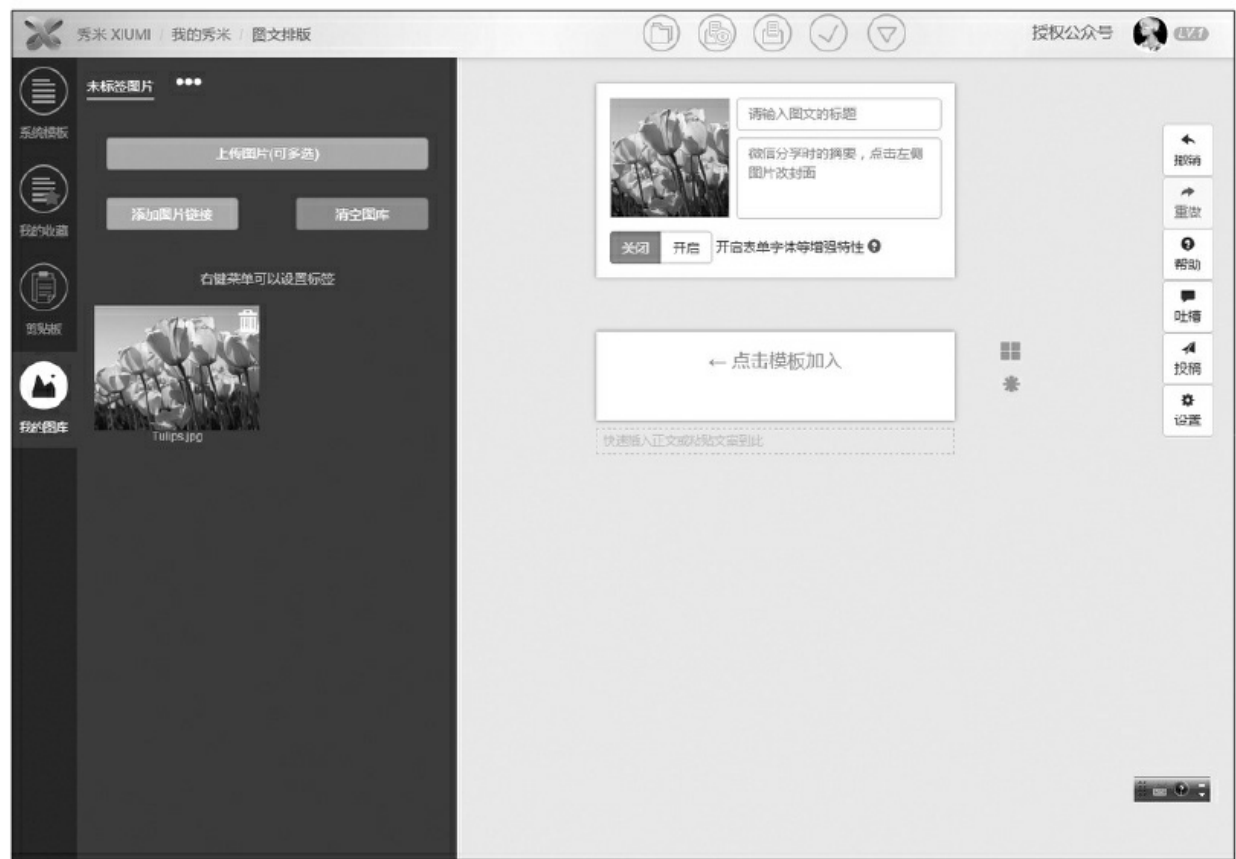 秀米 XIUMI / 我的秀米 / 图文排版
授权公众号
LV.1
未标签图片 •••
系统模板
上传图片(可多选)
添加图片链接
清空图库
我的收藏
右键菜单可以设置标签
剪贴板
我的图库
Tulips.jpg
请输入图文的标题
微信分享时的摘要，点击左侧
图片改封面
关闭 开启 开启表单字体等增强特性
← 点击模板加入
快速插入正文或粘贴文案到此
撤销
重做
帮助
吐槽
投稿
设置